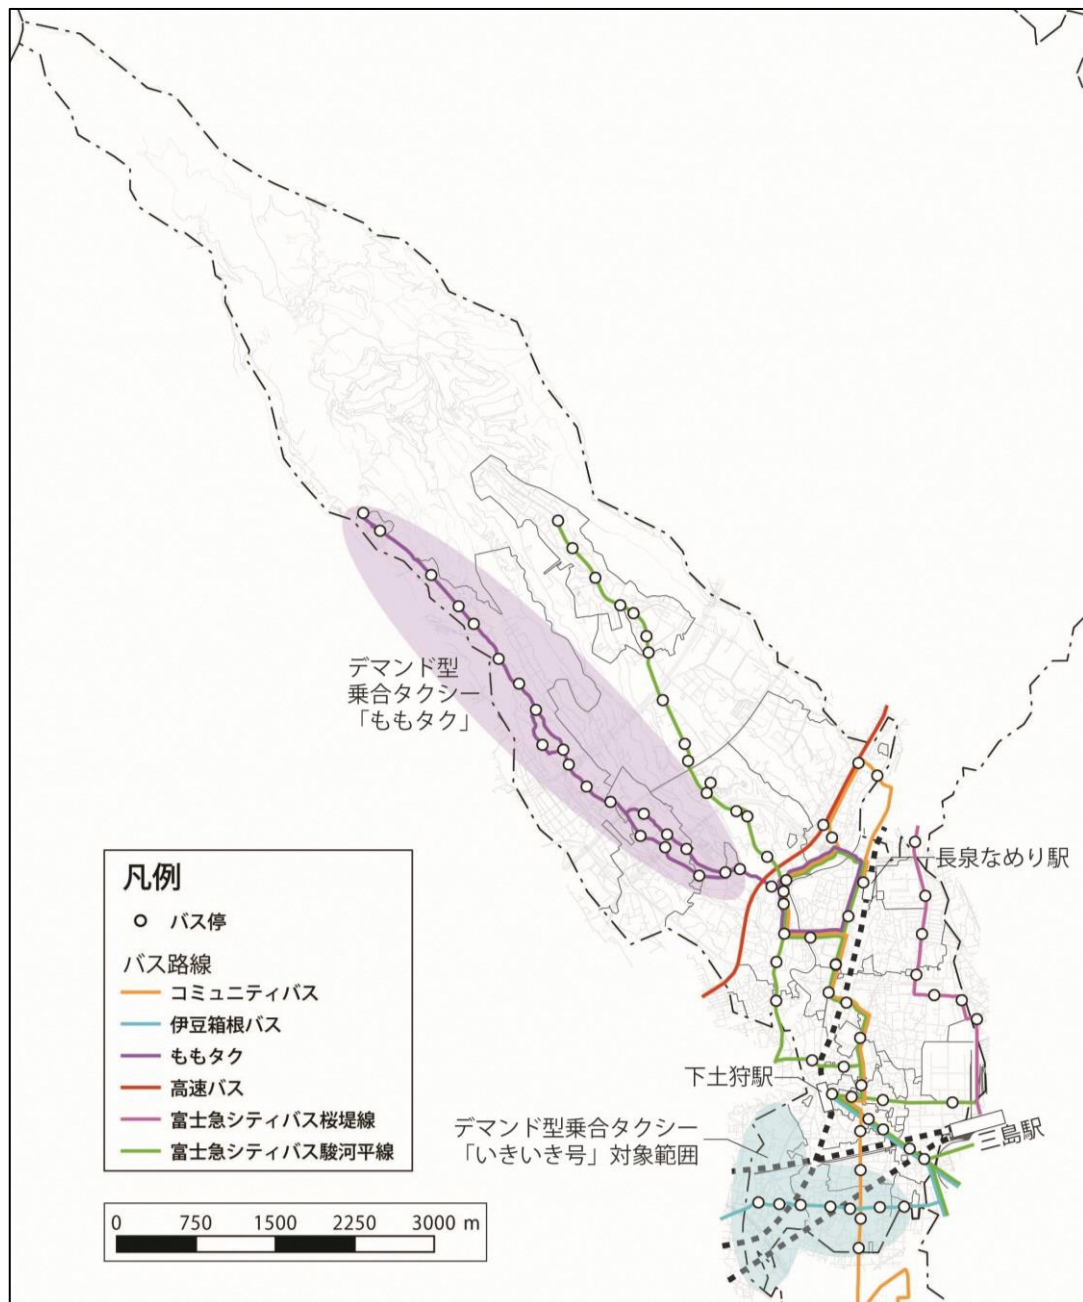 デマンド型
乗合タクシー
「ももタク」
長泉なめり駅
下土狩駅
三島駅
デマンド型乗合タクシー
「いきいき号」対象範囲
凡例
バス停
バス路線
コミュニティバス
伊豆箱根バス
ももタク
高速バス
富士急シティバス桜堤線
富士急シティバス駿河平線
0 750 1500 2250 3000 m